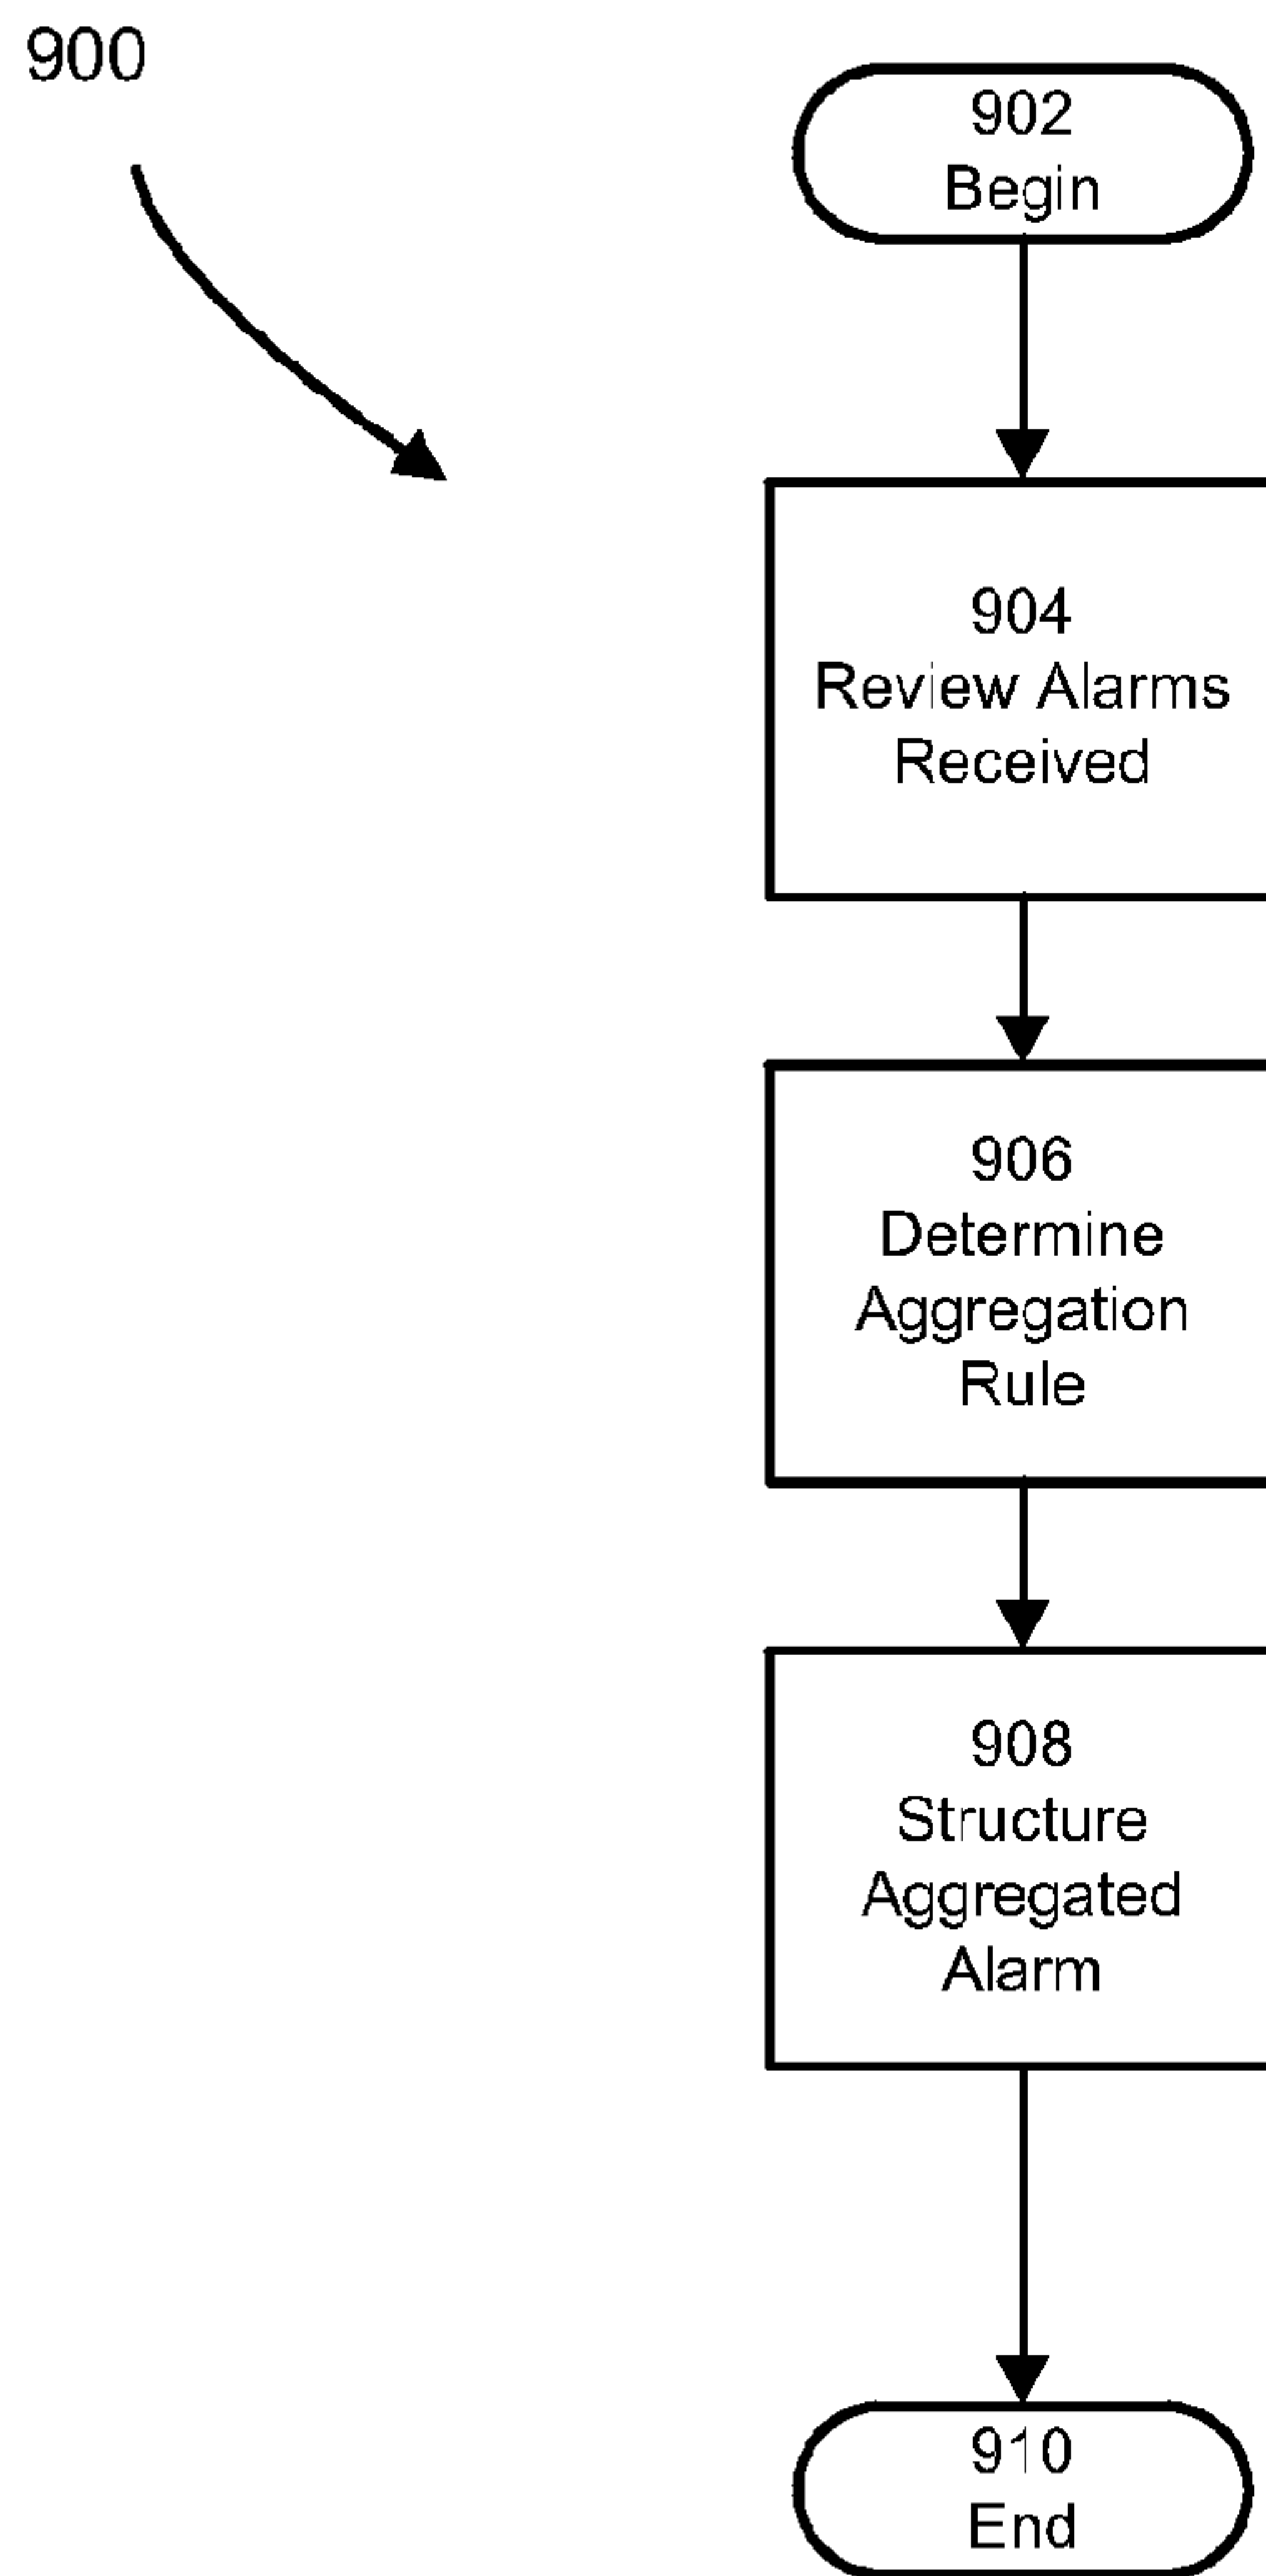 900
902
Begin
904
Review Alarms
Received
906
Determine
Aggregation
Rule
908
Structure
Aggregated
Alarm
910
End